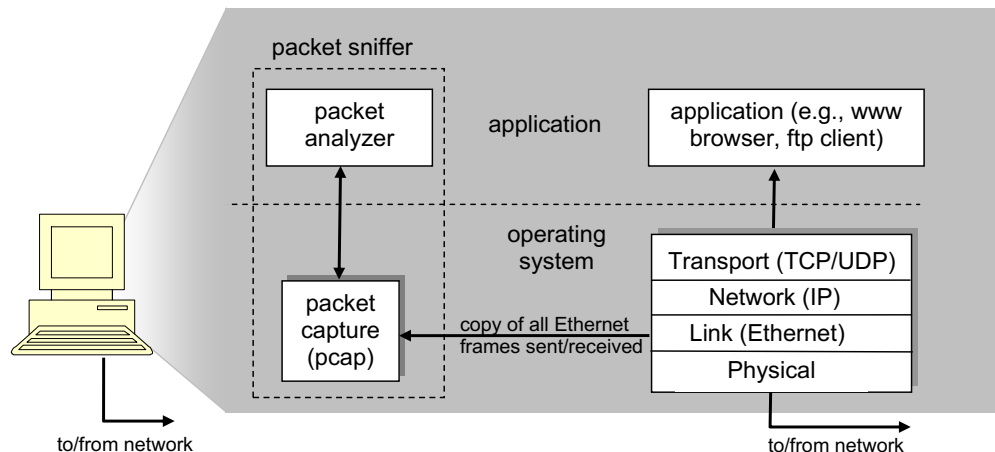 packet sniffer
packet
analyzer
application
application (e.g., www
browser, ftp client)
operating
system
packet
capture
(pcap)
copy of all Ethernet
frames sent/received
Transport (TCP/UDP)
Network (IP)
Link (Ethernet)
Physical
to/from network
to/from network